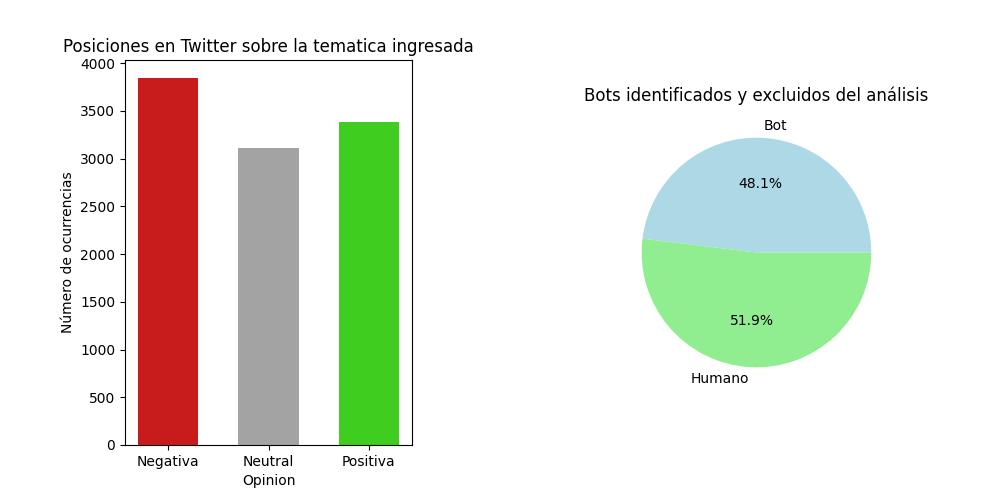 Posiciones en Twitter sobre la tematica ingresada
4000
3500
3000
2500
2000
1500
1000
500
0
Número de ocurrencias
Negativa
Neutral
Positiva
Opinion
Bots identificados y excluidos del análisis
Bot
48.1%
51.9%
Humano